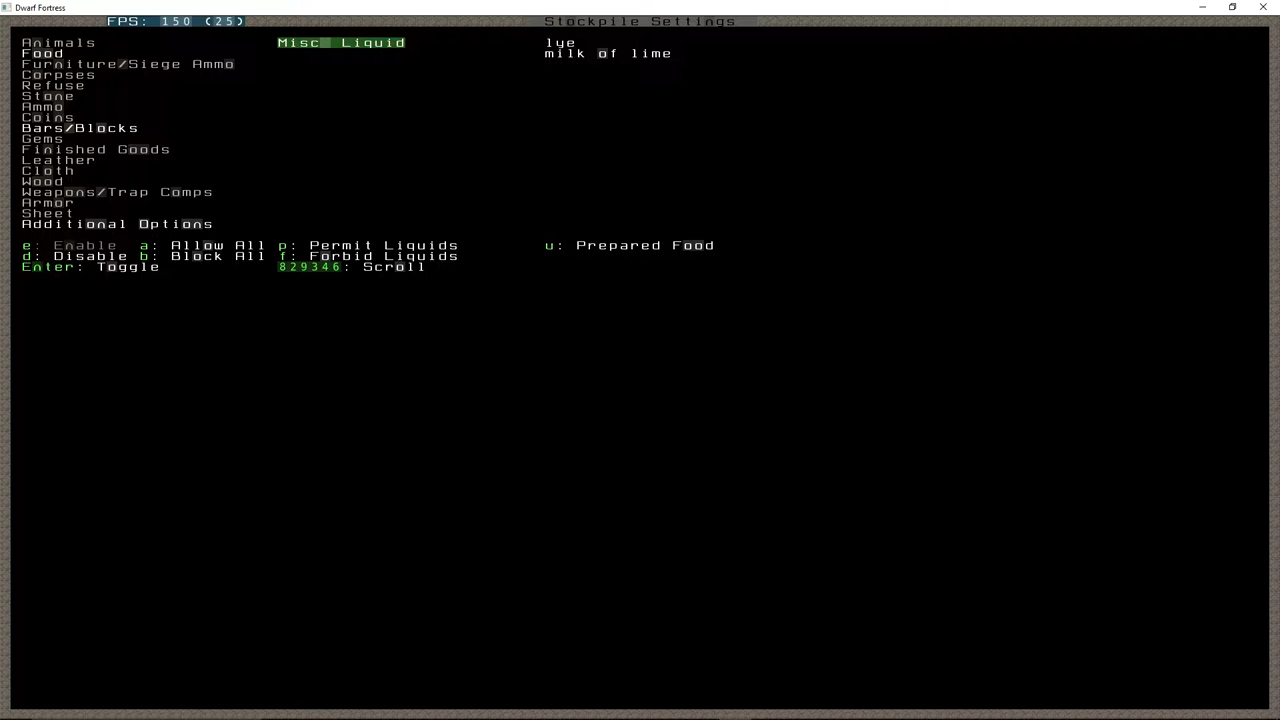 Dwarf Fortress
FPS: 150 (25) Stockpile Settings
Animals Misc Liquid lye
Food milk of lime
Furniture/Siege Ammo
Corpses
Refuse
Stone
Ammo
Coins
Bars/Blocks
Gems
Finished Goods
Leather
Cloth
Wood
Weapons/Trap Comps
Armor
Sheet
Additional Options
e: Enable a: Allow All p: Permit Liquids u: Prepared Food
d: Disable b: Block All f: Forbid Liquids
Enter: Toggle 829346: Scroll